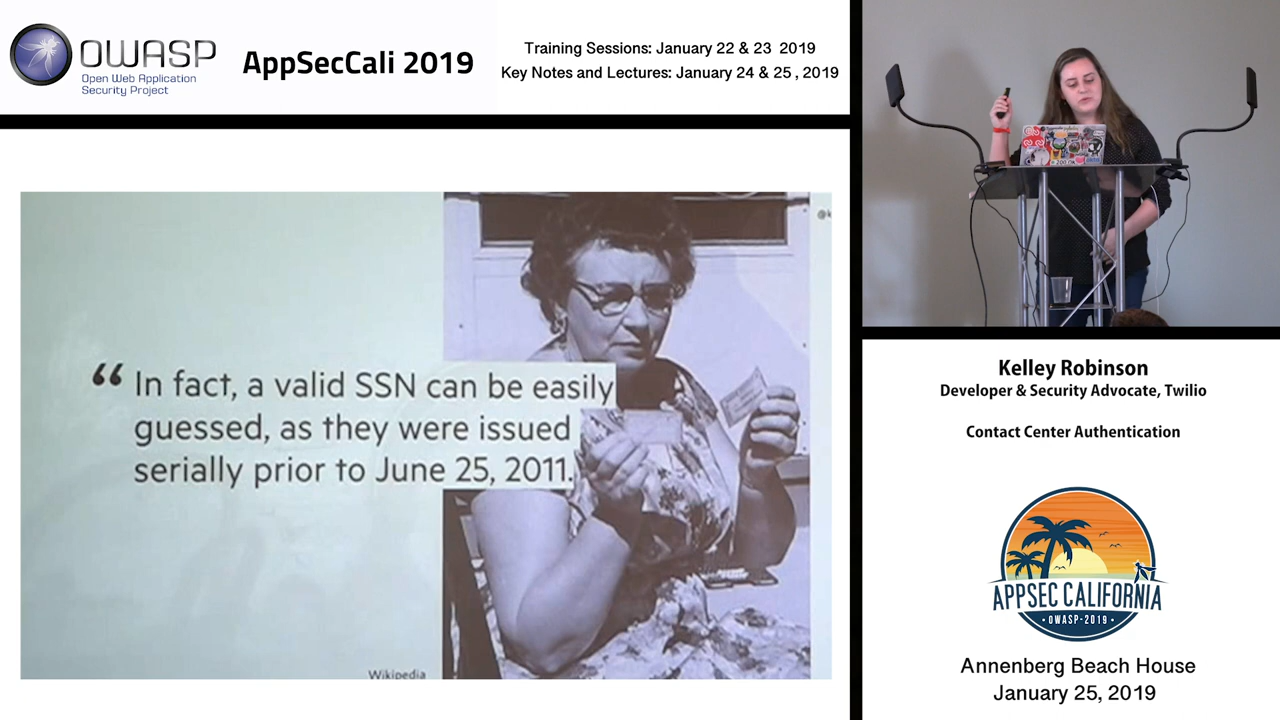 OWASP
Open Web Application
Security Project
AppSecCali 2019
Training Sessions: January 22 & 23 2019
Key Notes and Lectures: January 24 & 25 , 2019
“ In fact, a valid SSN can be easily
guessed, as they were issued
serially prior to June 25, 2011.
Wikipedia
Kelley Robinson
Developer & Security Advocate, Twilio
Contact Center Authentication
APPSEC CALIFORNIA
• OWASP-2019 •
Annenberg Beach House
January 25, 2019